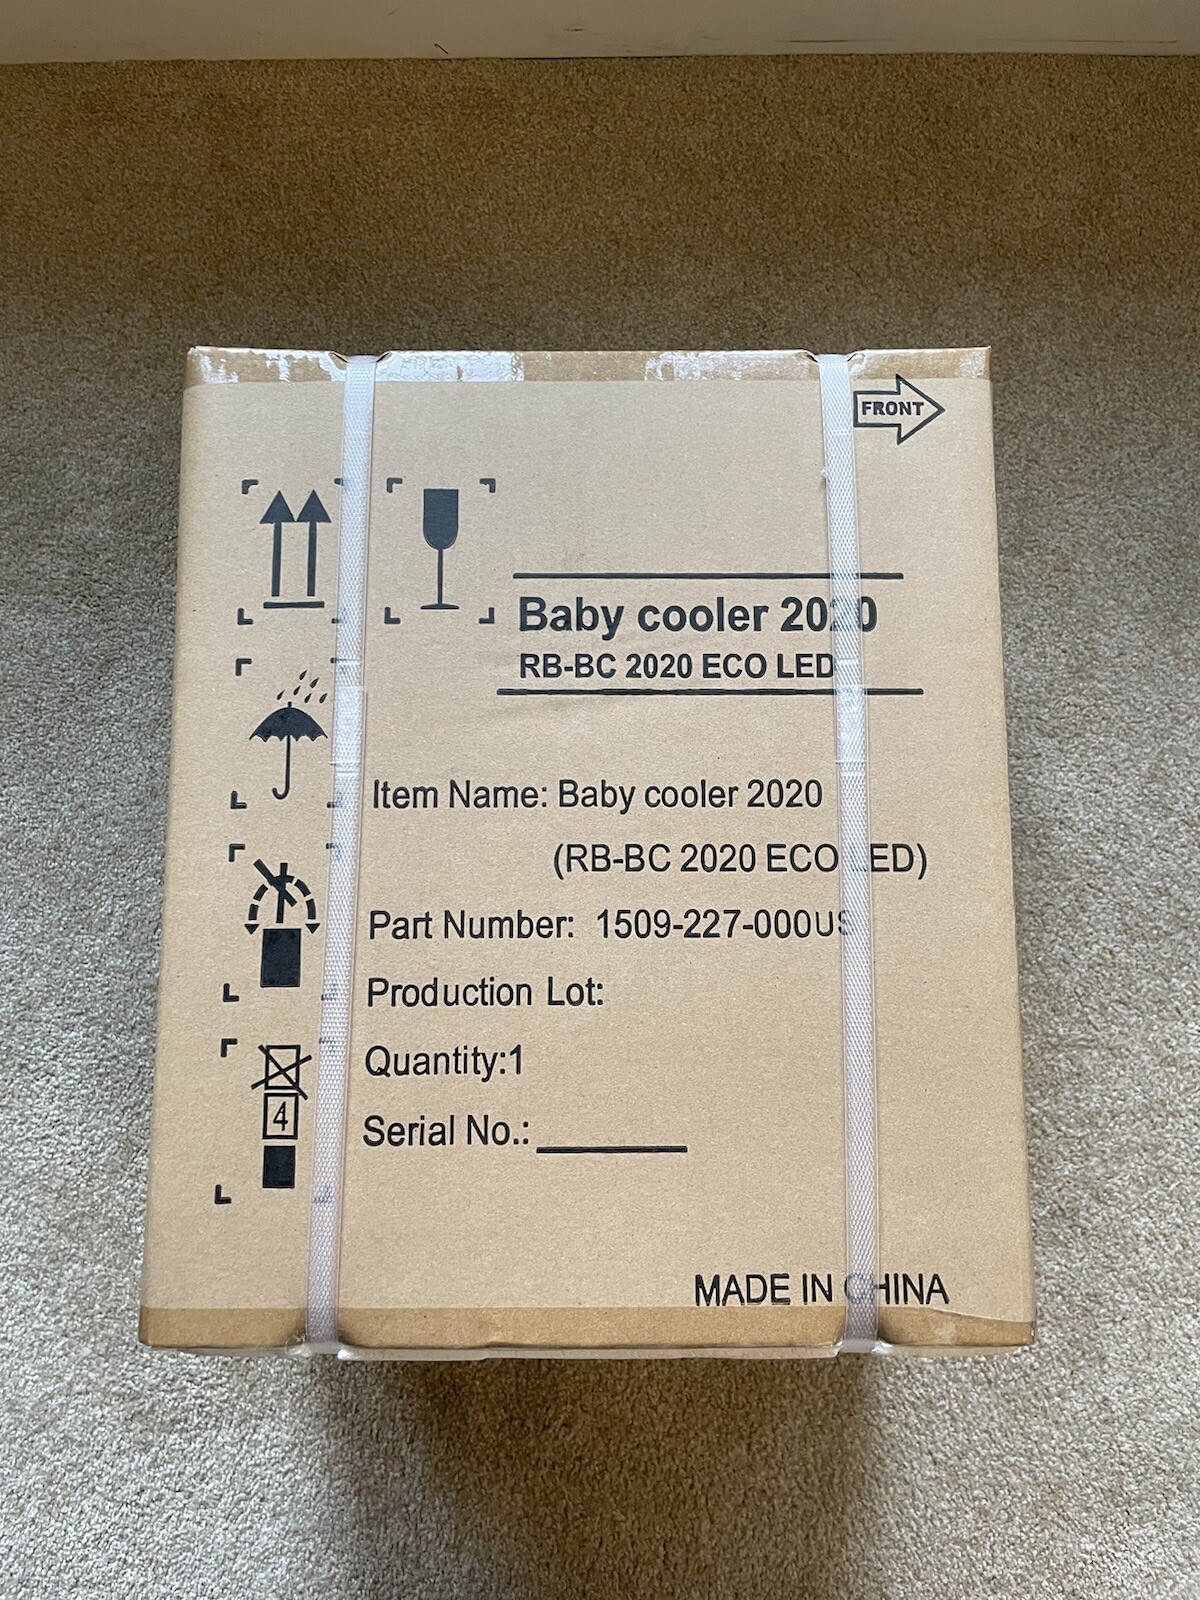 FRONT
Baby cooler 2020
RB-BC 2020 ECO LED
Item Name: Baby cooler 2020
(RB-BC 2020 ECO LED)
Part Number: 1509-227-000US
Production Lot:
Quantity:1
4
Serial No.:
MADE IN CHINA